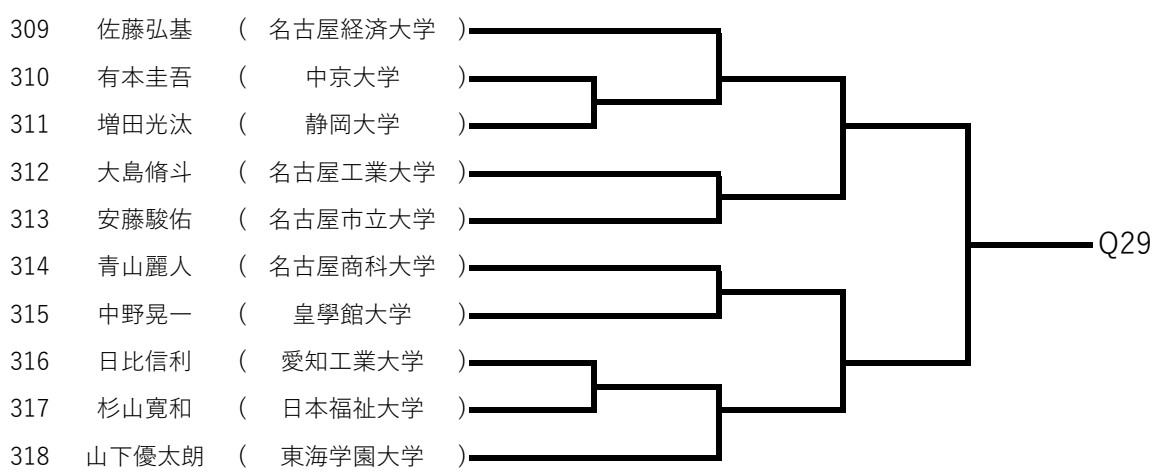 309 佐藤弘基 ( 名古屋経済大学 )
310 有本圭吾 ( 中京大学 )
311 増田光汰 ( 静岡大学 )
312 大島脩斗 ( 名古屋工業大学 )
313 安藤駿佑 ( 名古屋市立大学 )
Q29
314 青山麗人 ( 名古屋商科大学 )
315 中野晃一 ( 皇學館大学 )
316 日比信利 ( 愛知工業大学 )
317 杉山寛和 ( 日本福祉大学 )
318 山下優太朗 ( 東海学園大学 )